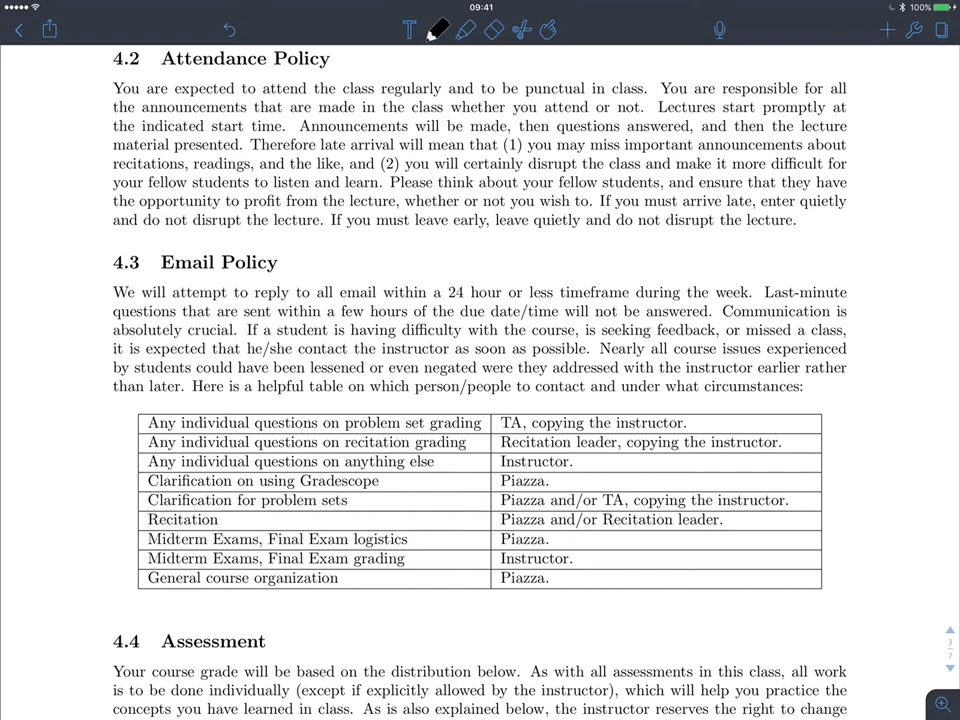 09:41
100%
T
4.2 Attendance Policy
You are expected to attend the class regularly and to be punctual in class. You are responsible for all
the announcements that are made in the class whether you attend or not. Lectures start promptly at
the indicated start time. Announcements will be made, then questions answered, and then the lecture
material presented. Therefore late arrival will mean that (1) you may miss important announcements about
recitations, readings, and the like, and (2) you will certainly disrupt the class and make it more difficult for
your fellow students to listen and learn. Please think about your fellow students, and ensure that they have
the opportunity to profit from the lecture, whether or not you wish to. If you must arrive late, enter quietly
and do not disrupt the lecture. If you must leave early, leave quietly and do not disrupt the lecture.
4.3 Email Policy
We will attempt to reply to all email within a 24 hour or less timeframe during the week. Last-minute
questions that are sent within a few hours of the due date/time will not be answered. Communication is
absolutely crucial. If a student is having difficulty with the course, is seeking feedback, or missed a class,
it is expected that he/she contact the instructor as soon as possible. Nearly all course issues experienced
by students could have been lessened or even negated were they addressed with the instructor earlier rather
than later. Here is a helpful table on which person/people to contact and under what circumstances:
Any individual questions on problem set grading TA, copying the instructor.
Any individual questions on recitation grading Recitation leader, copying the instructor.
Any individual questions on anything else Instructor.
Clarification on using Gradescope Piazza.
Clarification for problem sets Piazza and/or TA, copying the instructor.
Recitation Piazza and/or Recitation leader.
Midterm Exams, Final Exam logistics Piazza.
Midterm Exams, Final Exam grading Instructor.
General course organization Piazza.
4.4 Assessment
3
7
Your course grade will be based on the distribution below. As with all assessments in this class, all work
is to be done individually (except if explicitly allowed by the instructor), which will help you practice the
concepts you have learned in class. As is also explained below, the instructor reserves the right to change